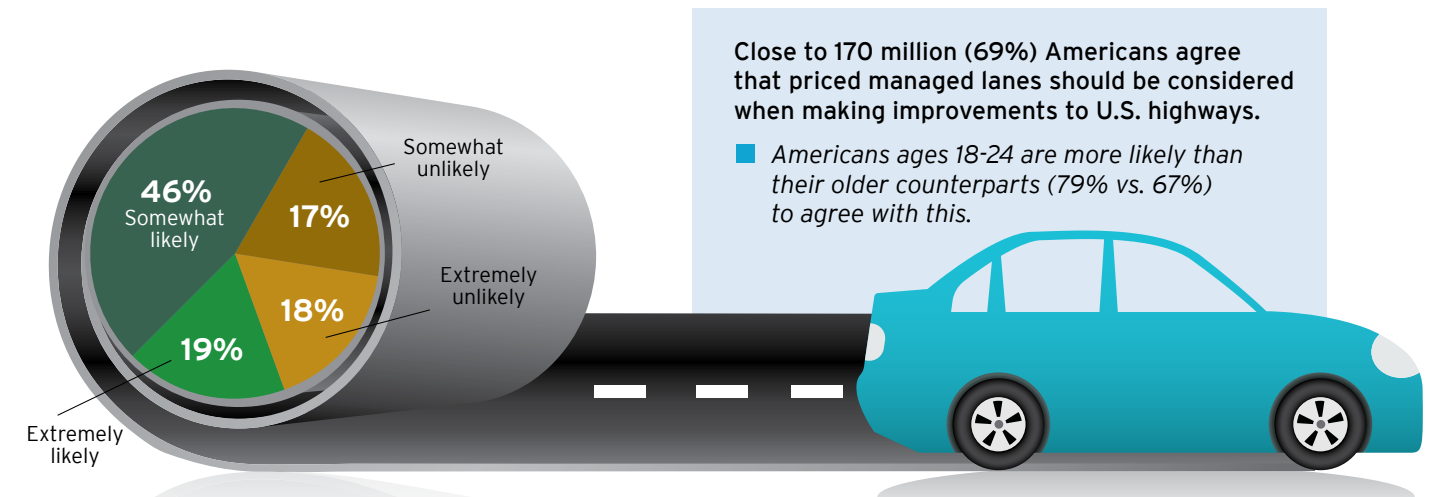 Close to 170 million (69%) Americans agree
that priced managed lanes should be considered
when making improvements to U.S. highways.
Americans ages 18-24 are more likely than
their older counterparts (79% vs. 67%)
to agree with this.
46%
Somewhat
likely
Somewhat
unlikely
17%
Extremely
unlikely
18%
19%
Extremely
likely